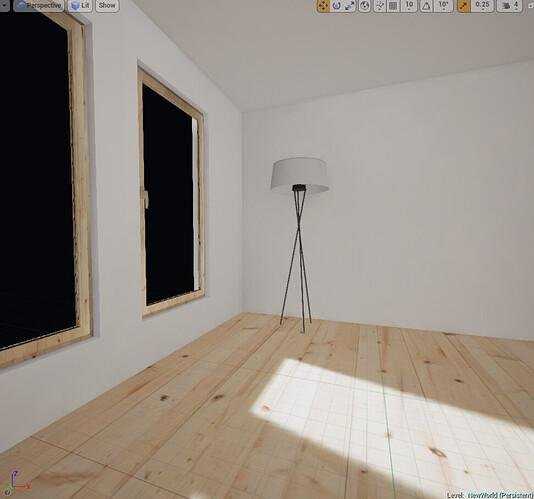 Perspective Lit Show 10 10° 0.25 4
Z
X
Level: NewWorld (Persistent)